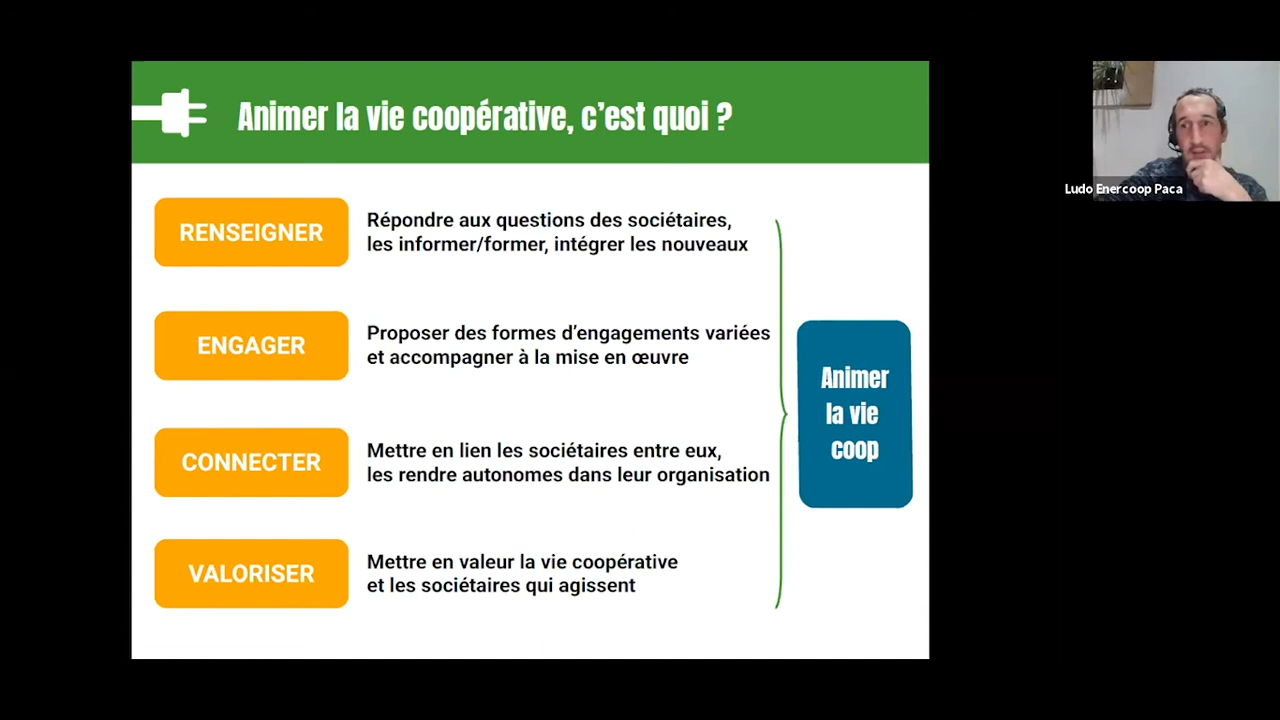 Animer la vie coopérative, c’est quoi ?
RENSEIGNER
Répondre aux questions des sociétaires,
les informer/former, intégrer les nouveaux
ENGAGER
Proposer des formes d’engagements variées
et accompagner à la mise en œuvre
CONNECTER
Mettre en lien les sociétaires entre eux,
les rendre autonomes dans leur organisation
VALORISER
Mettre en valeur la vie coopérative
et les sociétaires qui agissent
Animer
la vie
coop
Ludo Enercoop Paca